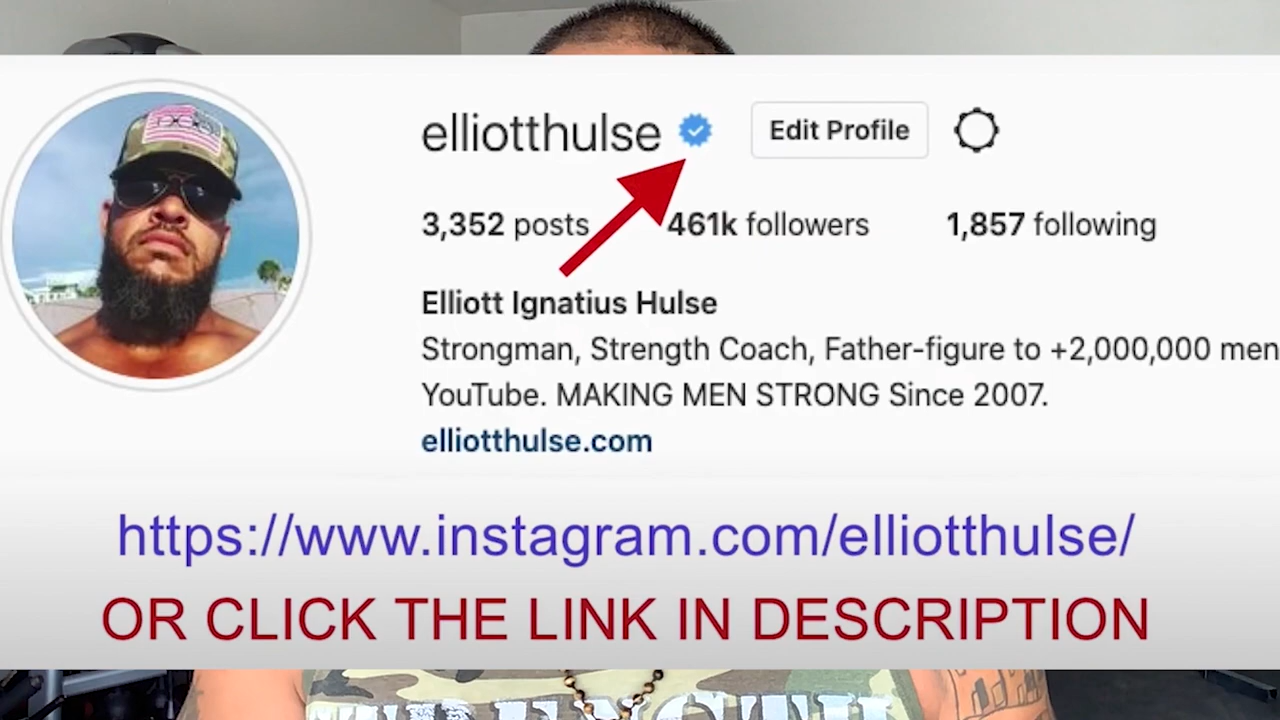 elliotthulse Edit Profile
3,352 posts 461k followers 1,857 following
Elliott Ignatius Hulse
Strongman, Strength Coach, Father-figure to +2,000,000 men
YouTube. MAKING MEN STRONG Since 2007.
elliotthulse.com
https://www.instagram.com/elliotthulse/
OR CLICK THE LINK IN DESCRIPTION